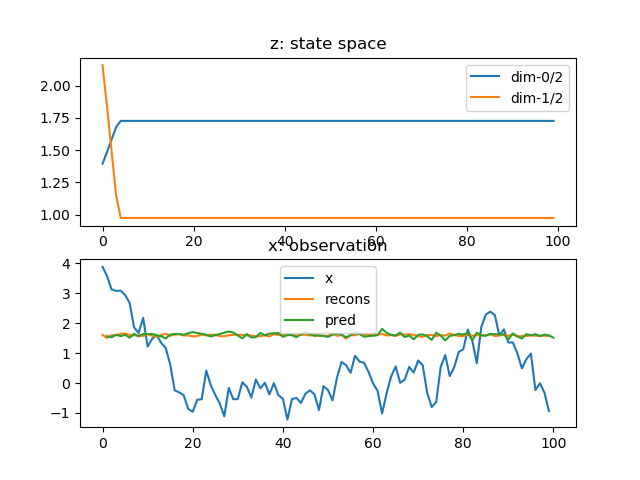 z: state space
2.00
1.75
1.50
1.25
1.00
dim-0/2
dim-1/2
0 20 40 60 80 100
x: observation
4
3
2
1
0
−1
x
recons
pred
0 20 40 60 80 100